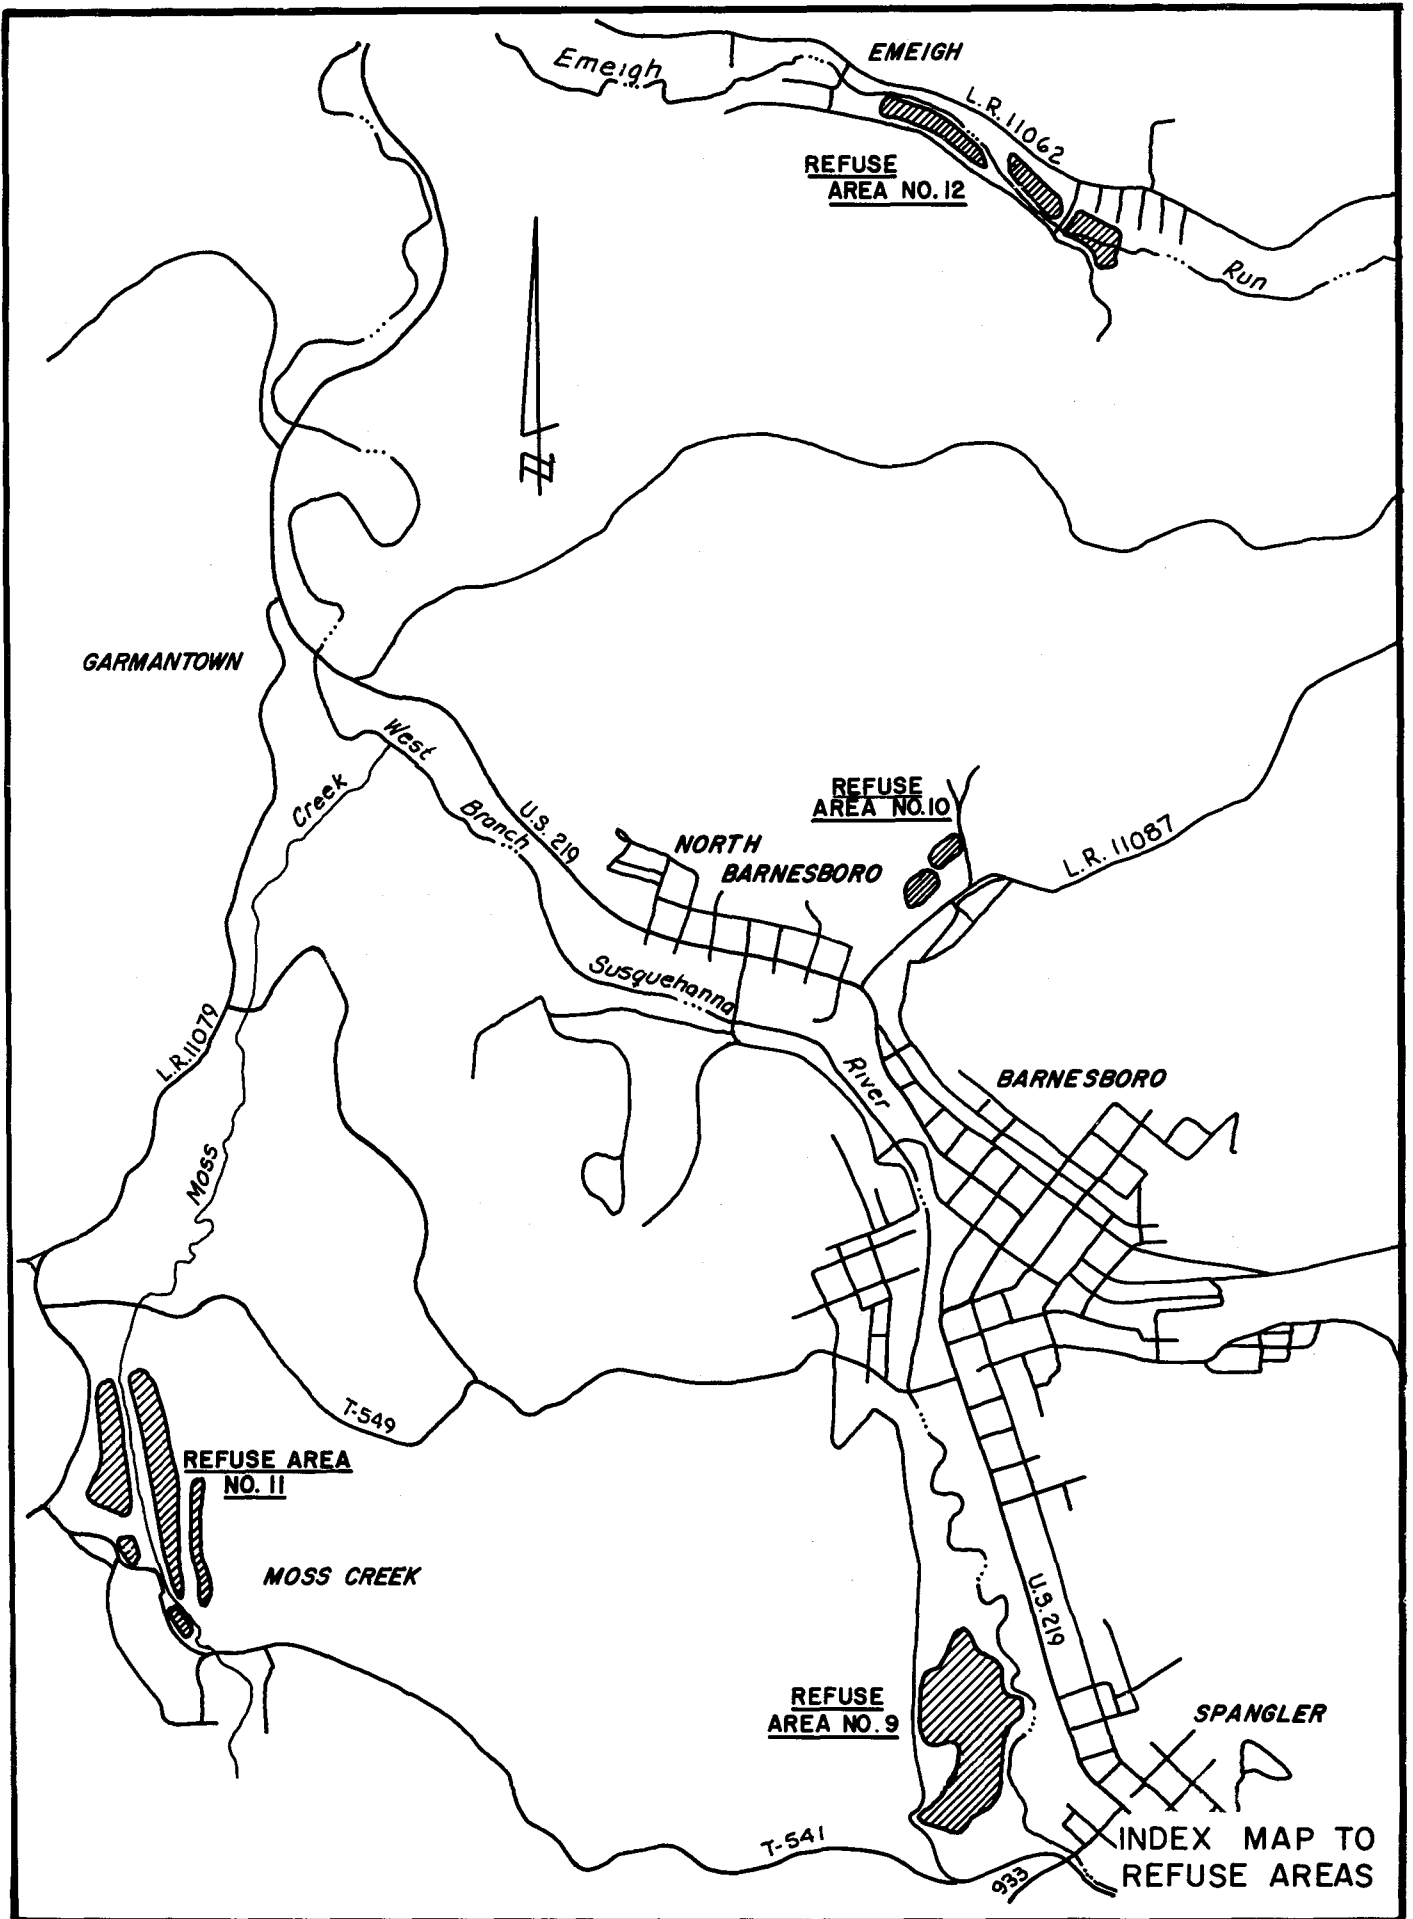 EMEIGH
Emeigh
L.R. 11062
REFUSE
AREA NO. 12
Run
N
GARMANTOWN
West
Creek
Branch
U.S. 219
REFUSE
AREA NO. 10
NORTH
BARNESBORO
L.R. 11087
Susquehanna
L.R. 11079
River
BARNESBORO
Moss
T-549
REFUSE AREA
NO. 11
MOSS CREEK
U.S. 219
REFUSE
AREA NO. 9
SPANGLER
T-541
933
INDEX MAP TO
REFUSE AREAS